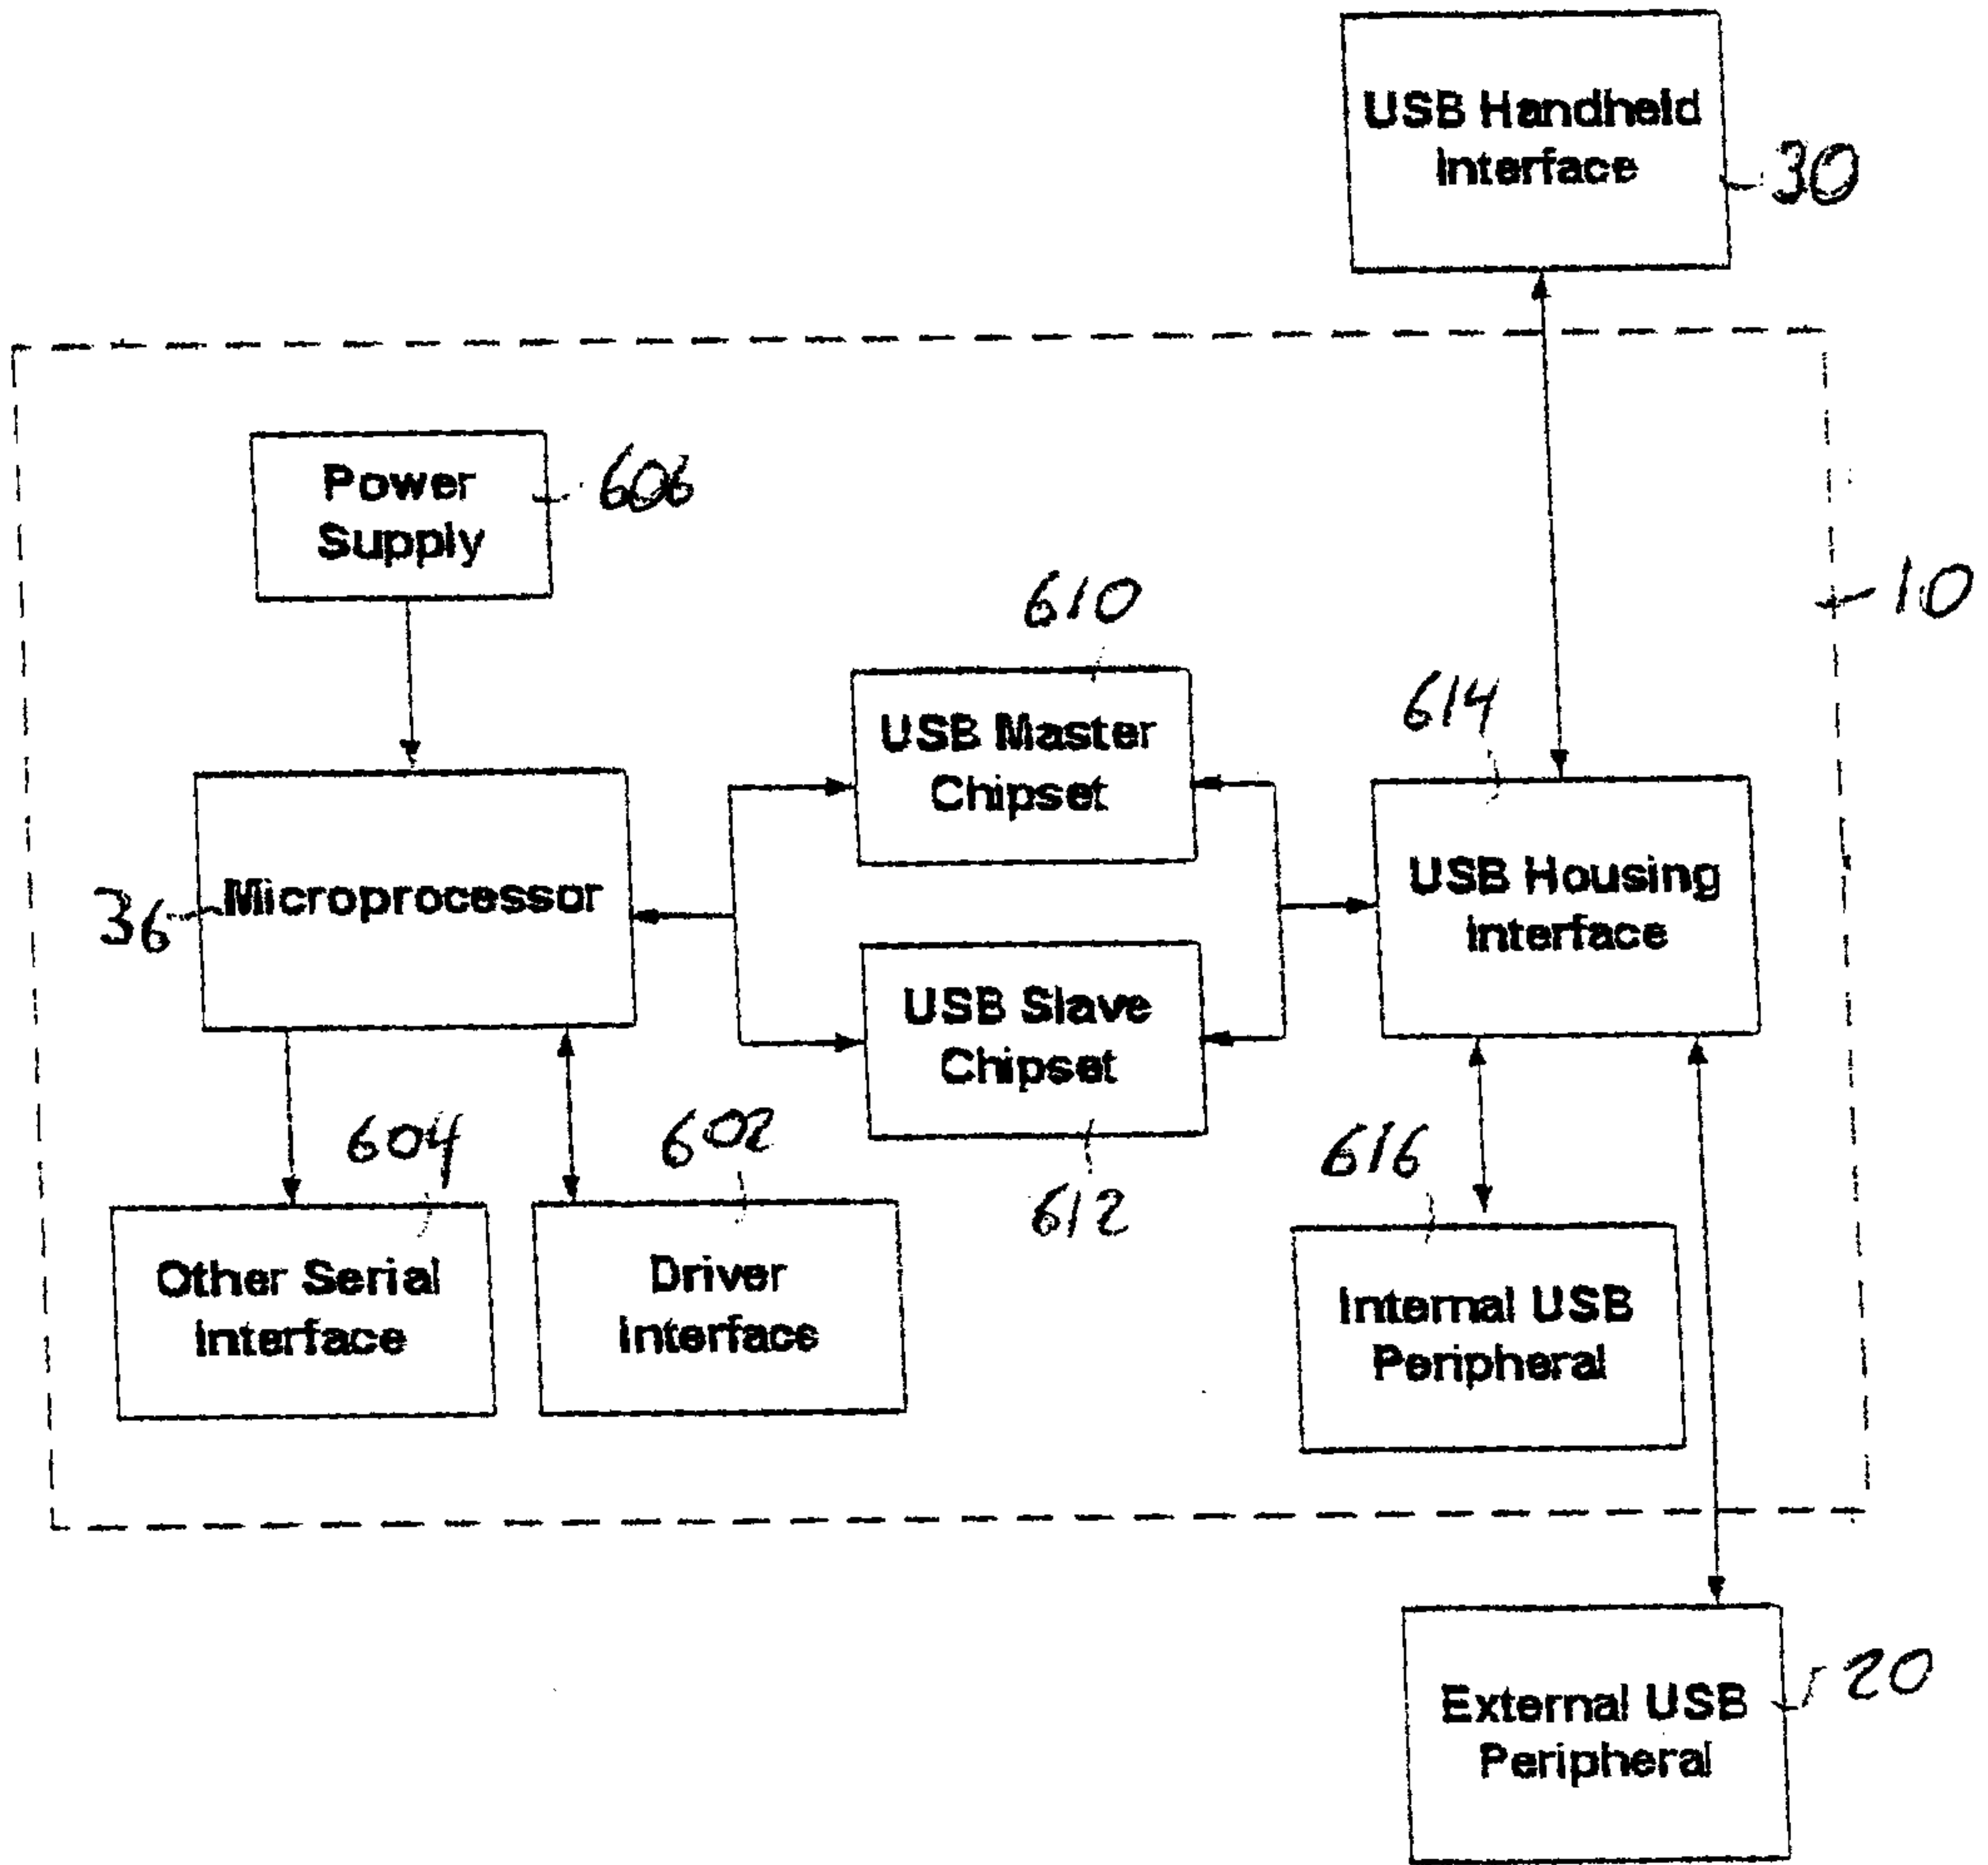 USB Handheld
Interface
30
Power
Supply
606
10
610
USB Master
Chipset
614
Microprocessor
36
USB Housing
Interface
USB Slave
Chipset
612
604
602
616
Other Serial
Interface
Driver
Interface
Internal USB
Peripheral
External USB
Peripheral
20